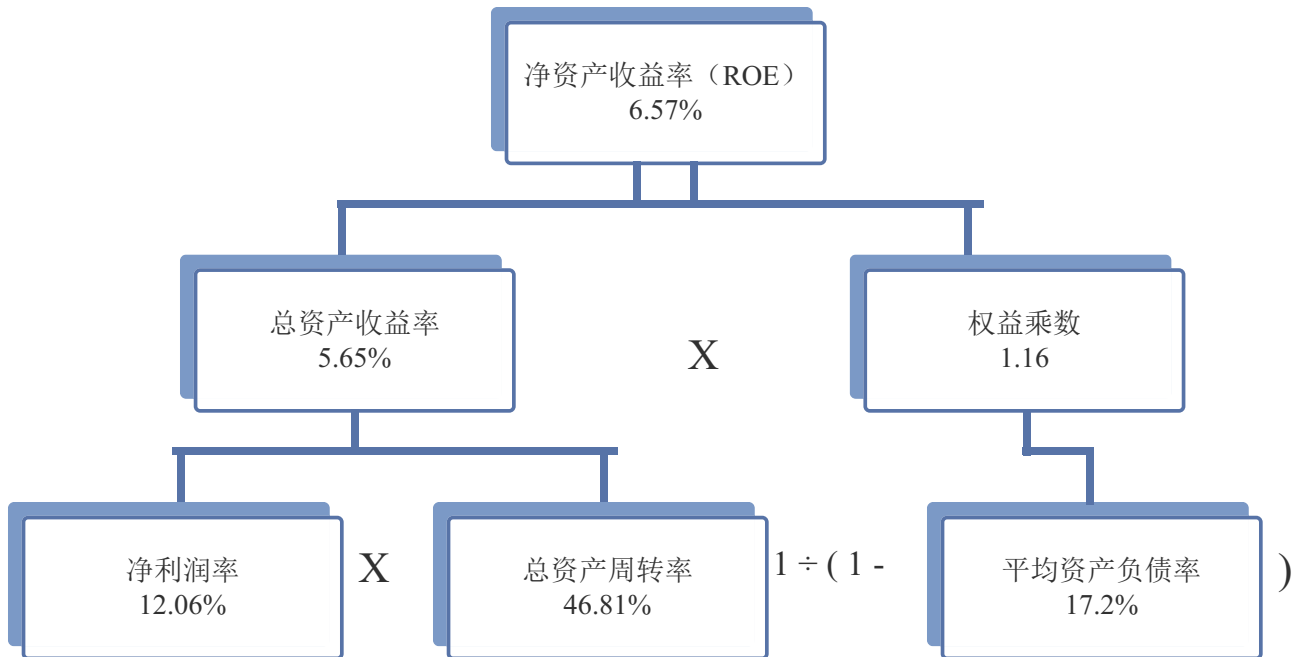 净资产收益率（ROE）
6.57%
总资产收益率
5.65%
X
权益乘数
1.16
净利润率
12.06%
X
总资产周转率
46.81%
1 ÷ ( 1 -
平均资产负债率
17.2%
)